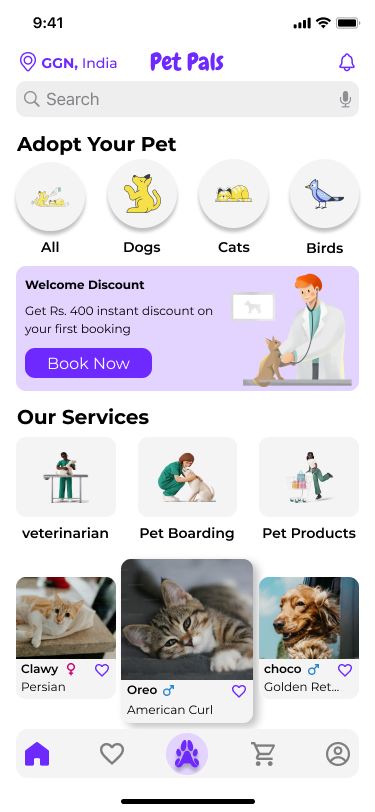 9:41
GGN, India
Pet Pals
Search
Adopt Your Pet
All
Dogs
Cats
Birds
Welcome Discount
Get Rs. 400 instant discount on
your first booking
Book Now
Our Services
veterinarian
Pet Boarding
Pet Products
Clawy
Persian
Oreo
American Curl
choco
Golden Ret...